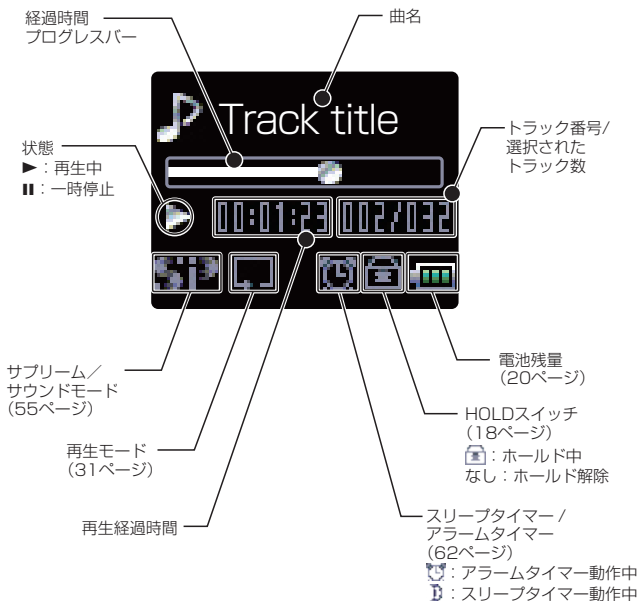 経過時間
プログレスバー
曲名
Track title
トラック番号/
選択された
トラック数
状態
▶：再生中
⏸：一時停止
00:01:23 002/032
サプリーム／
サウンドモード
（55ページ）
再生モード
（31ページ）
再生経過時間
電池残量
（20ページ）
HOLDスイッチ
（18ページ）
：ホールド中
なし：ホールド解除
スリープタイマー /
アラームタイマー
（62ページ）
：アラームタイマー動作中
：スリープタイマー動作中